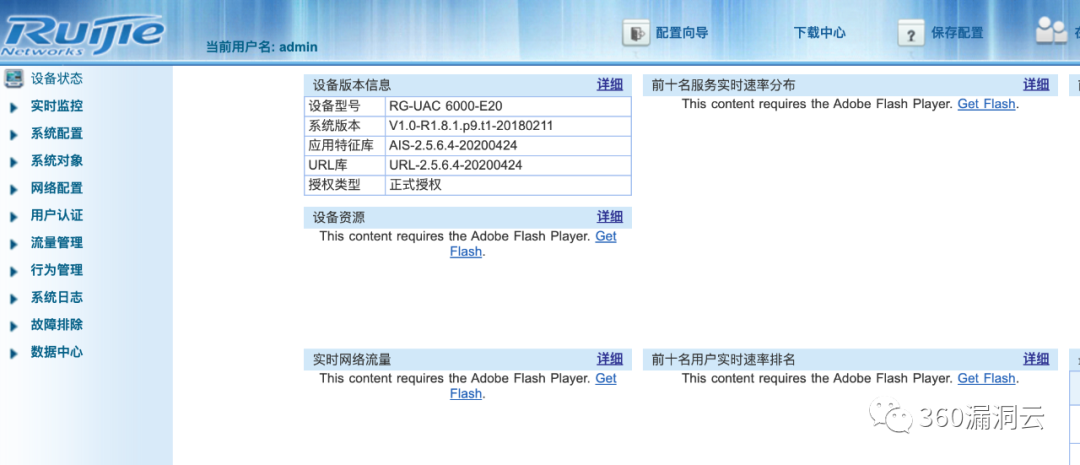 Ruijie
Networks
当前用户名: admin
配置向导
下载中心
?
保存配置
设备状态
实时监控
系统配置
系统对象
网络配置
用户认证
流量管理
行为管理
系统日志
故障排除
数据中心
设备版本信息 详细
设备型号 RG-UAC 6000-E20
系统版本 V1.0-R1.8.1.p9.t1-20180211
应用特征库 AIS-2.5.6.4-20200424
URL库 URL-2.5.6.4-20200424
授权类型 正式授权
设备资源 详细
This content requires the Adobe Flash Player. Get
Flash.
实时网络流量 详细
This content requires the Adobe Flash Player. Get
Flash.
前十名服务实时速率分布 详细
This content requires the Adobe Flash Player. Get Flash.
前十名用户实时速率排名 详细
This content requires the Adobe Flash Player. Get Flash.
360漏洞云